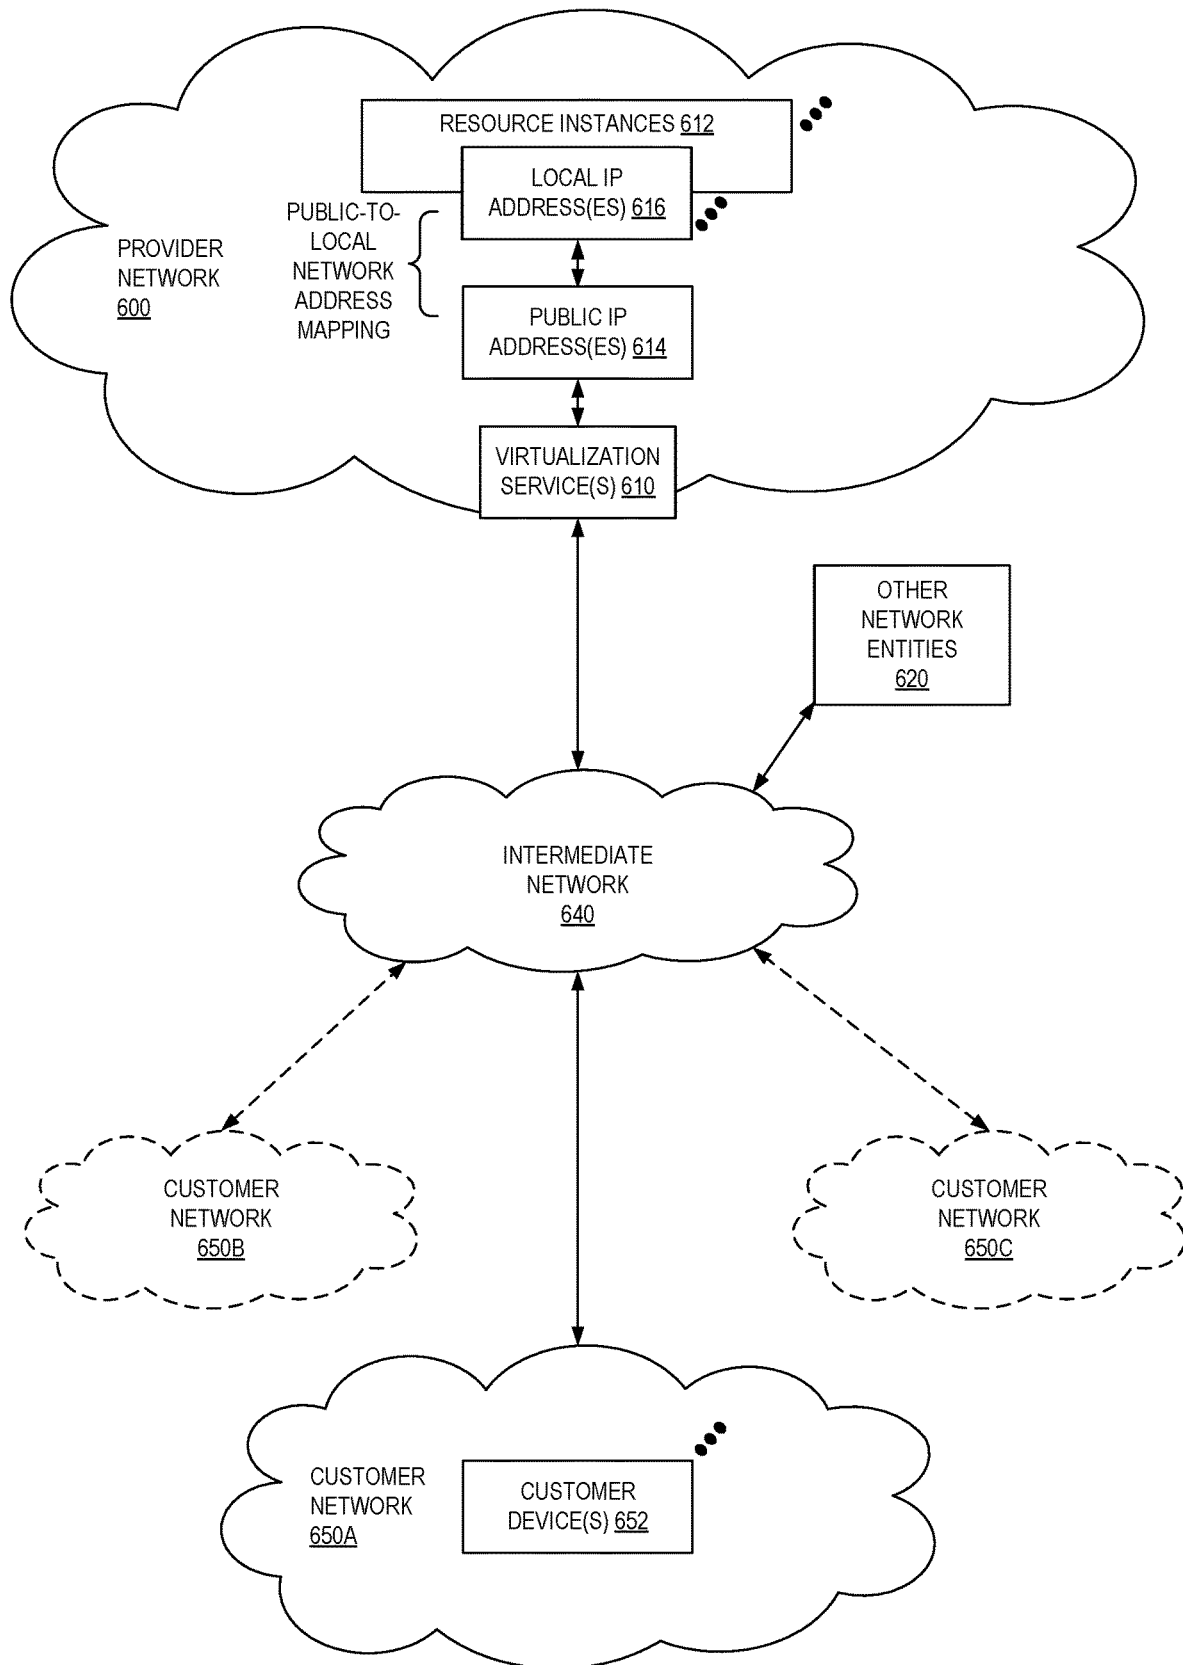 RESOURCE INSTANCES 612
LOCAL IP
ADDRESS(ES) 616
PUBLIC-TO-
LOCAL
NETWORK
ADDRESS
MAPPING
PROVIDER
NETWORK
600
PUBLIC IP
ADDRESS(ES) 614
VIRTUALIZATION
SERVICE(S) 610
OTHER
NETWORK
ENTITIES
620
INTERMEDIATE
NETWORK
640
CUSTOMER
NETWORK
650B
CUSTOMER
NETWORK
650C
CUSTOMER
NETWORK
650A
CUSTOMER
DEVICE(S) 652